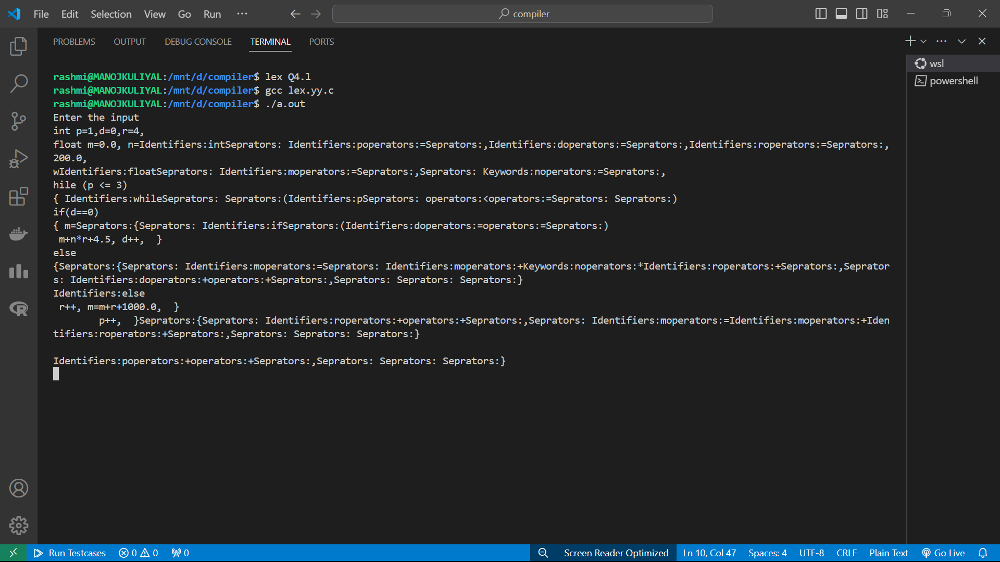 File Edit Selection View Go Run ···
compiler
PROBLEMS OUTPUT DEBUG CONSOLE TERMINAL PORTS
wsl
powershell
rashmi@MANOJKULIYAL:/mnt/d/compiler$ lex Q4.l
rashmi@MANOJKULIYAL:/mnt/d/compiler$ gcc lex.yy.c
rashmi@MANOJKULIYAL:/mnt/d/compiler$ ./a.out
Enter the input
int p=1,d=0,r=4,
float m=0.0, n=Identifiers:intSeprators: Identifiers:poperators:=Seprators:,Identifiers:doperators:=Seprators:,Identifiers:roperators:=Seprators:,
200.0,
wIdentifiers:floatSeprators: Identifiers:moperators:=Seprators:,Seprators: Keywords:noperators:=Seprators:,
hile (p <= 3)
{ Identifiers:whileSeprators: Seprators:(Identifiers:pSeprators: operators:<operators:=Seprators: Seprators:)
if(d==0)
{ m=Seprators:{Seprators: Identifiers:ifSeprators:(Identifiers:doperators:=operators:=Seprators:)
 m+n*r+4.5, d++,  }
else
{Seprators:{Seprators: Identifiers:moperators:=Seprators: Identifiers:moperators:+Keywords:noperators:*Identifiers:roperators:+Seprators:,Seprator
s: Identifiers:doperators:+operators:+Seprators:,Seprators: Seprators: Seprators:}
Identifiers:else
 r++, m=m+r+1000.0,  }
        p++,  }Seprators:{Seprators: Identifiers:roperators:+operators:+Seprators:,Seprators: Identifiers:moperators:=Identifiers:moperators:+Iden
tifiers:roperators:+Seprators:,Seprators: Seprators: Seprators:}
Identifiers:poperators:+operators:+Seprators:,Seprators: Seprators: Seprators:}
Run Testcases 0 0 0 Screen Reader Optimized Ln 10, Col 47 Spaces: 4 UTF-8 CRLF Plain Text Go Live